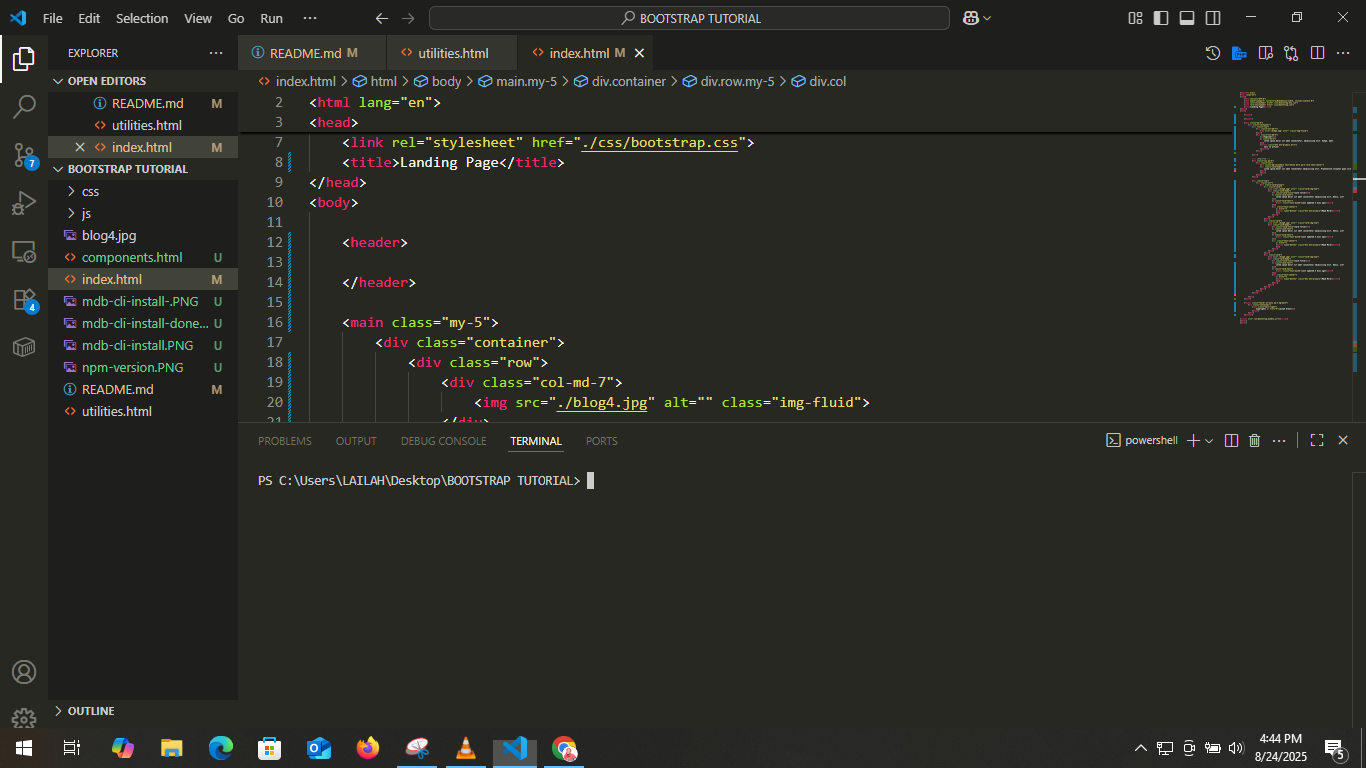 File Edit Selection View Go Run ··· BOOTSTRAP TUTORIAL
EXPLORER ···
OPEN EDITORS
README.md M
utilities.html
index.html M
7
BOOTSTRAP TUTORIAL
css
js
blog4.jpg
components.html U
index.html M
mdb-cli-install-.PNG U
4
mdb-cli-install-done... U
mdb-cli-install.PNG U
npm-version.PNG U
README.md M
utilities.html
OUTLINE
README.md M utilities.html index.html M
index.html > html > body > main.my-5 > div.container > div.row.my-5 > div.col
2 <html lang="en">
3 <head>
7 <link rel="stylesheet" href="./css/bootstrap.css">
8 <title>Landing Page</title>
9 </head>
10 <body>
11
12 <header>
13
14 </header>
15
16 <main class="my-5">
17 <div class="container">
18 <div class="row">
19 <div class="col-md-7">
20 <img src="./blog4.jpg" alt="" class="img-fluid">
21 </div>
PROBLEMS OUTPUT DEBUG CONSOLE TERMINAL PORTS powershell
PS C:\Users\LAILAH\Desktop\BOOTSTRAP TUTORIAL>
4:44 PM
8/24/2025
5